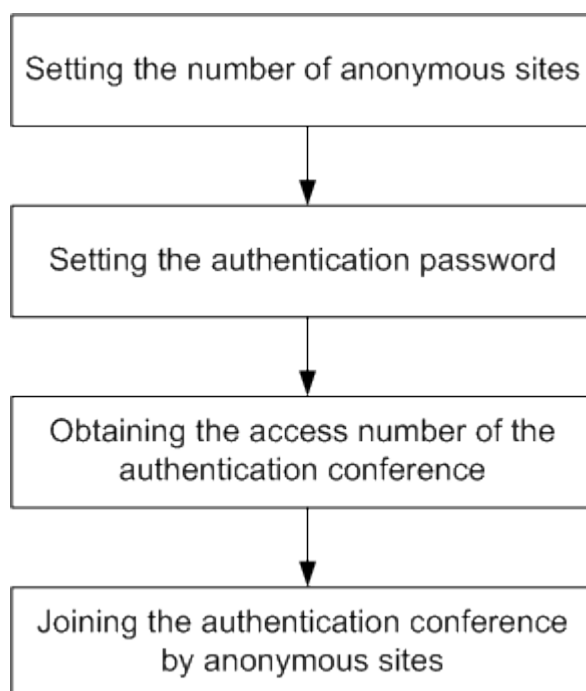 Setting the number of anonymous sites
Setting the authentication password
Obtaining the access number of the
authentication conference
Joining the authentication conference
by anonymous sites